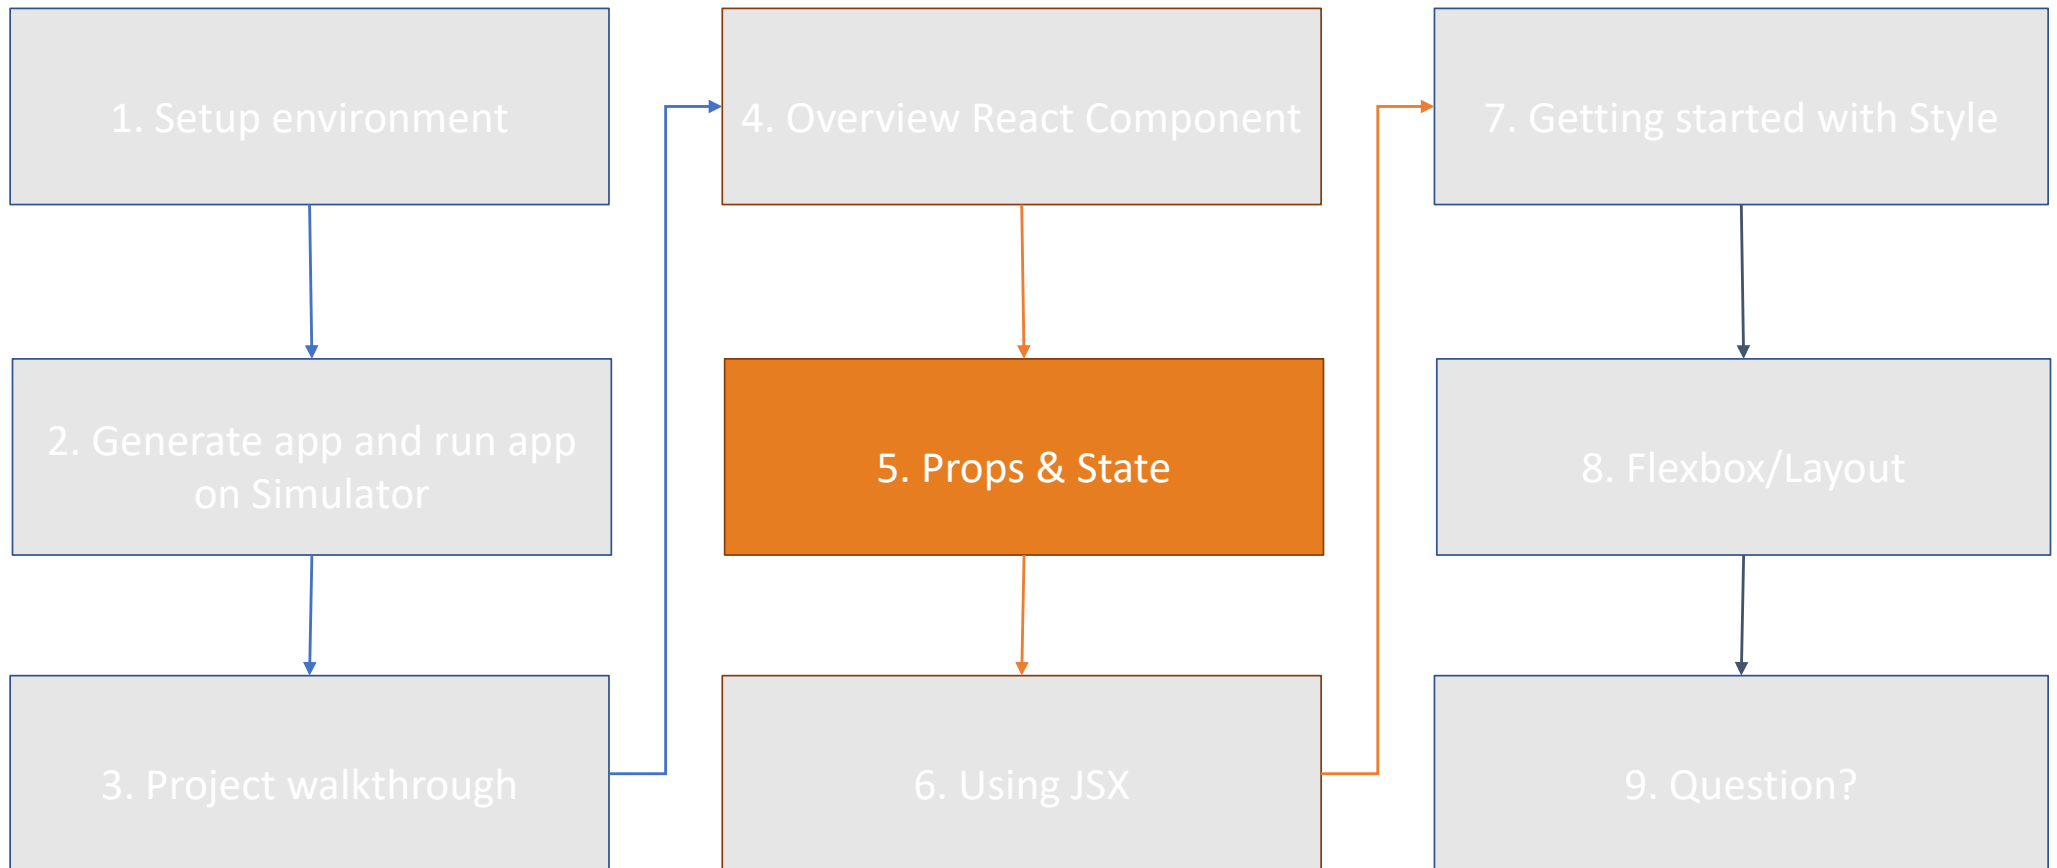 1. Setup environment
2. Generate app and run app
on Simulator
3. Project walkthrough
4. Overview React Component
5. Props & State
6. Using JSX
7. Getting started with Style
8. Flexbox/Layout
9. Question?